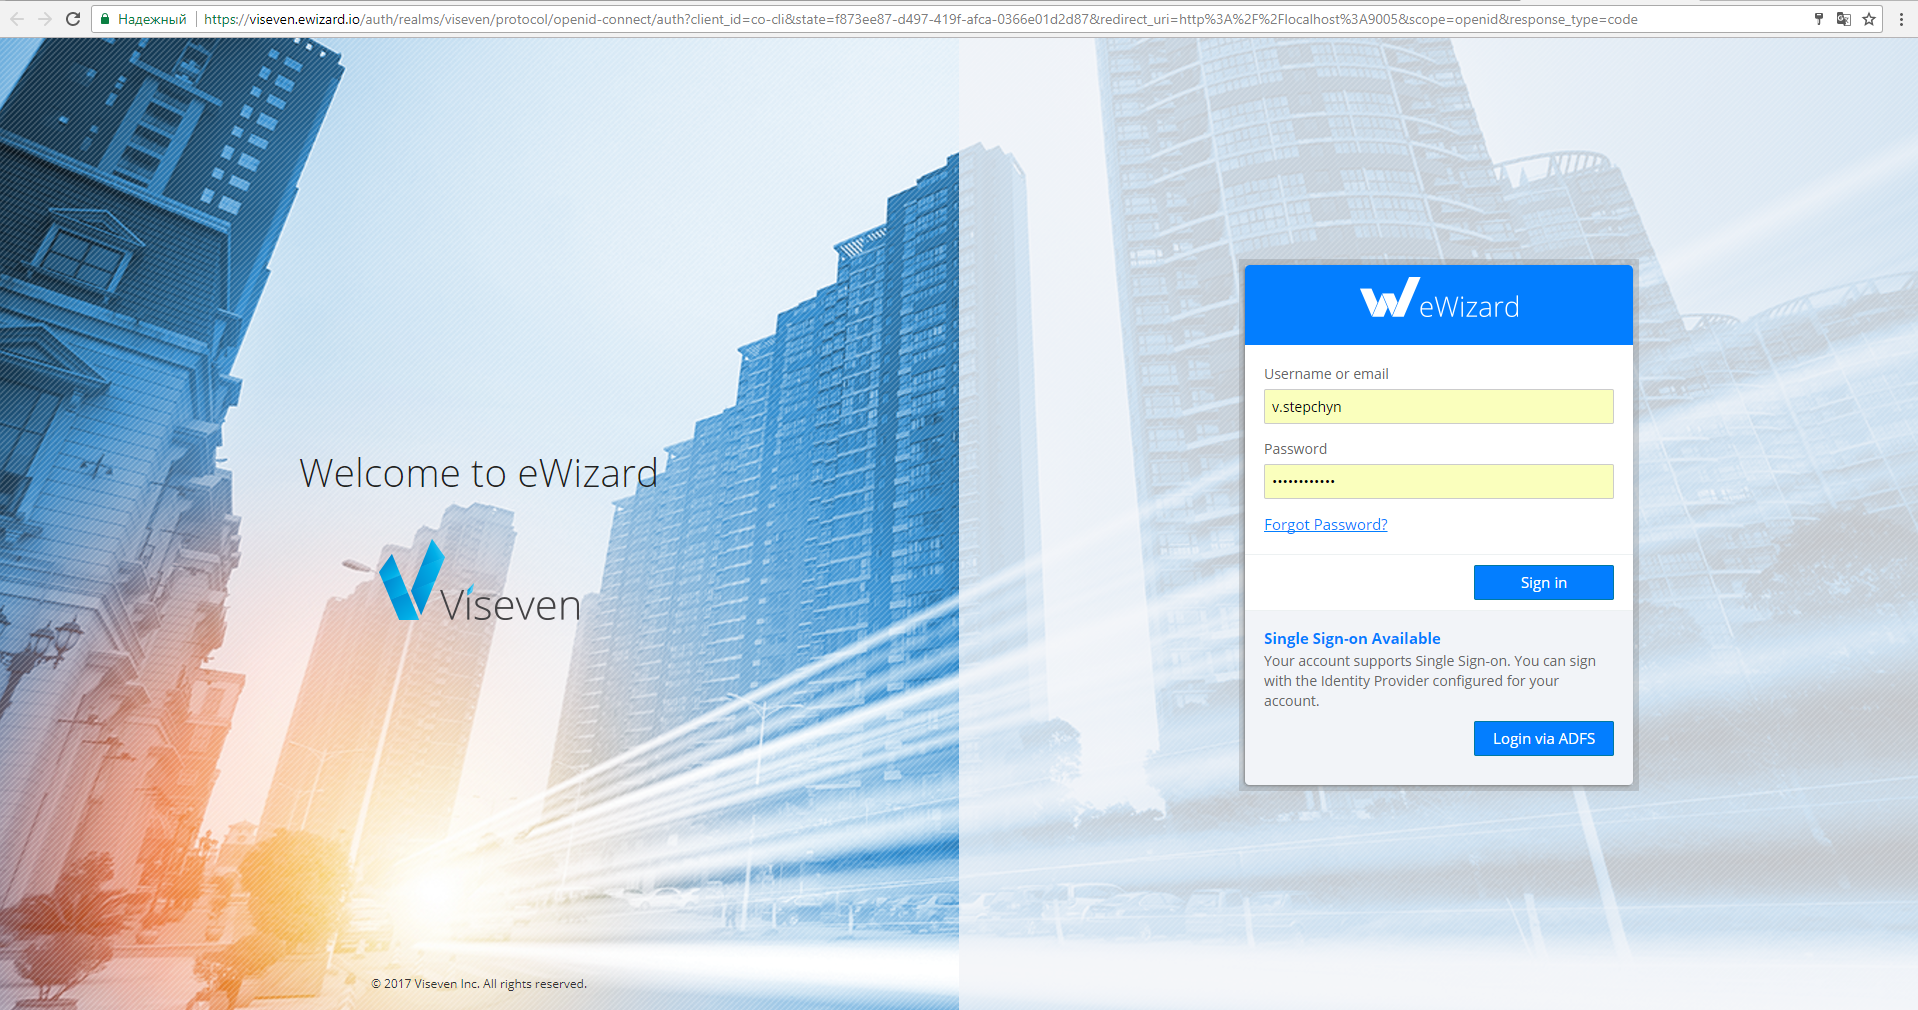 Надежный
https://viseven.ewizard.io/auth/realms/viseven/protocol/openid-connect/auth?client_id=co-cli&state=f873ee87-d497-419f-afca-0366e01d2d87&redirect_uri=http%3A%2F%2Flocalhost%3A9005&scope=openid&response_type=code
Welcome to eWizard
Viseven
© 2017 Viseven Inc. All rights reserved.
eWizard
Username or email
v.stepchyn
Password
••••••••••••
Forgot Password?
Sign in
Single Sign-on Available
Your account supports Single Sign-on. You can sign
with the Identity Provider configured for your
account.
Login via ADFS